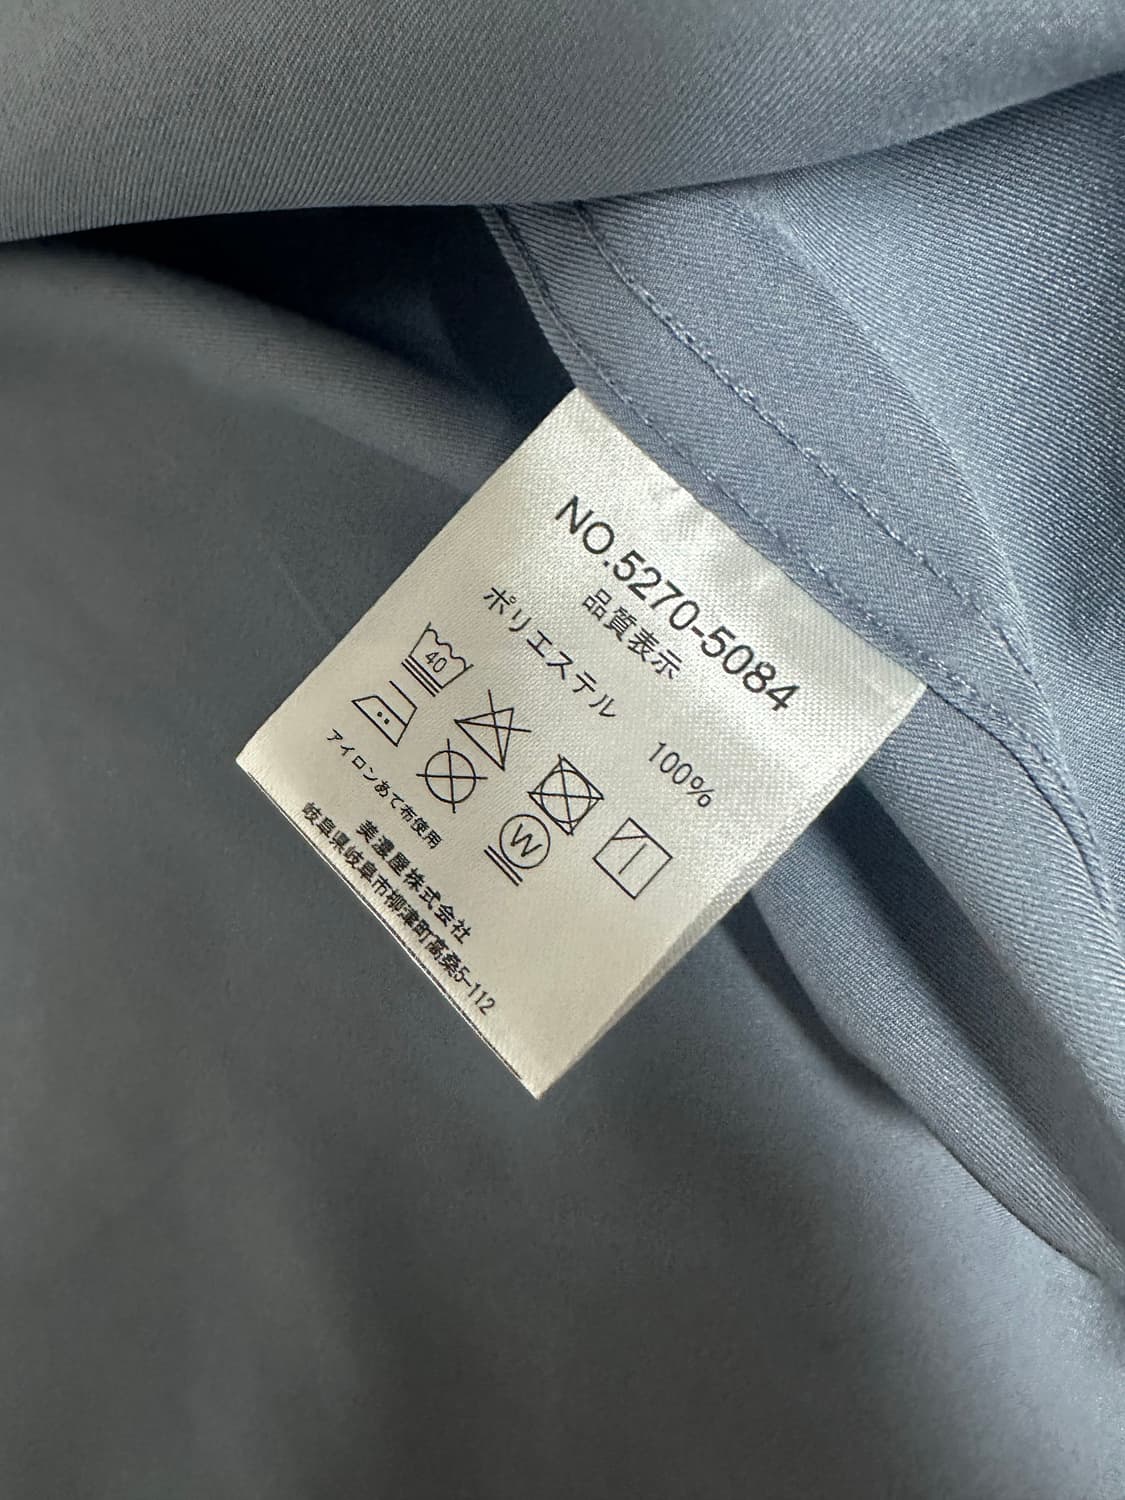 NO.5270-5084
品質表示
ポリエステル 100%
40
W
アイロンあて布使用
美濃屋株式会社
岐阜県岐阜市柳津町高桑5-112